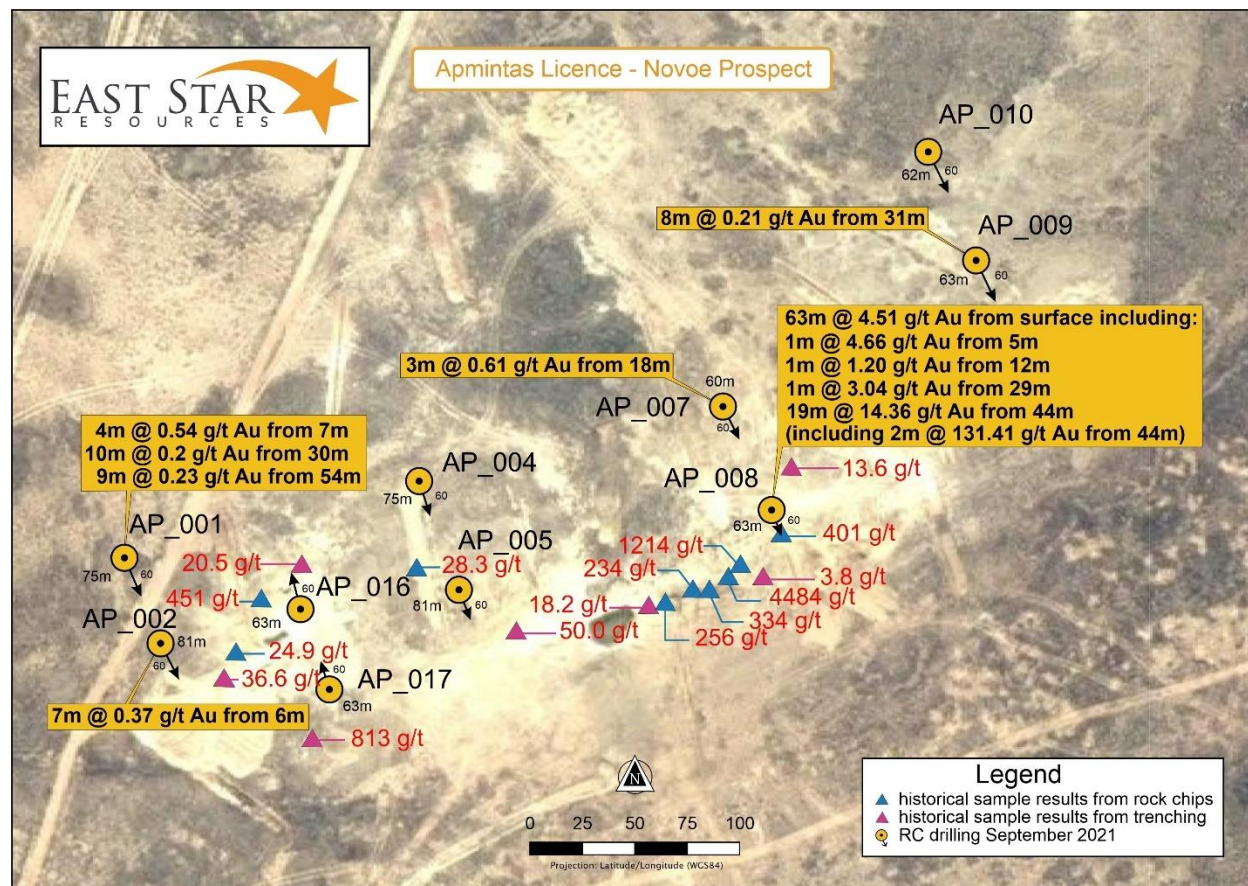 EAST STAR
RESOURCES
Apmintas Licence - Novoe Prospect
AP_010
62m
60
8m @ 0.21 g/t Au from 31m
AP_009
63m
60
63m @ 4.51 g/t Au from surface including:
1m @ 4.66 g/t Au from 5m
1m @ 1.20 g/t Au from 12m
1m @ 3.04 g/t Au from 29m
19m @ 14.36 g/t Au from 44m
(including 2m @ 131.41 g/t Au from 44m)
3m @ 0.61 g/t Au from 18m
60m
AP_007
60
4m @ 0.54 g/t Au from 7m
10m @ 0.2 g/t Au from 30m
9m @ 0.23 g/t Au from 54m
AP_004
75m
60
AP_008
63m
60
13.6 g/t
401 g/t
AP_001
75m
60
20.5 g/t
AP_005
28.3 g/t
81m
60
1214 g/t
234 g/t
3.8 g/t
4484 g/t
334 g/t
256 g/t
18.2 g/t
50.0 g/t
451 g/t
60
AP_016
63m
AP_002
81m
60
24.9 g/t
36.6 g/t
60
AP_017
63m
7m @ 0.37 g/t Au from 6m
813 g/t
N
0 25 50 75 100
Projection: Latitude/Longitude (WGS84)
Legend
historical sample results from rock chips
historical sample results from trenching
RC drilling September 2021